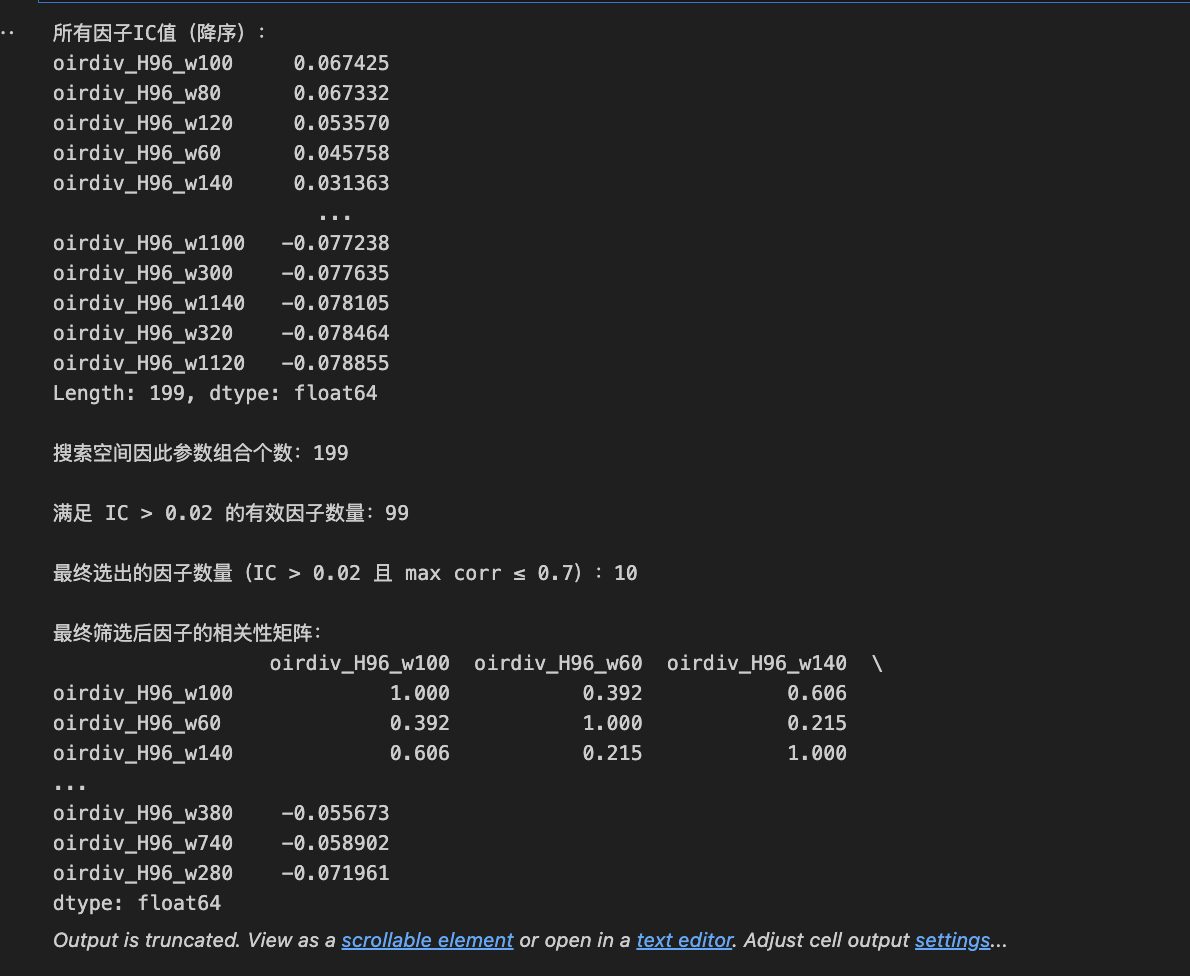 所有因子IC值（降序）：
oirdiv_H96_w100     0.067425
oirdiv_H96_w80      0.067332
oirdiv_H96_w120     0.053570
oirdiv_H96_w60      0.045758
oirdiv_H96_w140     0.031363
...
oirdiv_H96_w1100   -0.077238
oirdiv_H96_w300    -0.077635
oirdiv_H96_w1140   -0.078105
oirdiv_H96_w320    -0.078464
oirdiv_H96_w1120   -0.078855
Length: 199, dtype: float64
搜索空间因此参数组合个数：199
满足 IC > 0.02 的有效因子数量：99
最终选出的因子数量（IC > 0.02 且 max corr ≤ 0.7）：10
最终筛选后因子的相关性矩阵：
oirdiv_H96_w100  oirdiv_H96_w60  oirdiv_H96_w140  \
oirdiv_H96_w100             1.000           0.392            0.606
oirdiv_H96_w60              0.392           1.000            0.215
oirdiv_H96_w140             0.606           0.215            1.000
...
oirdiv_H96_w380    -0.055673
oirdiv_H96_w740    -0.058902
oirdiv_H96_w280    -0.071961
dtype: float64
Output is truncated. View as a scrollable element or open in a text editor. Adjust cell output settings...